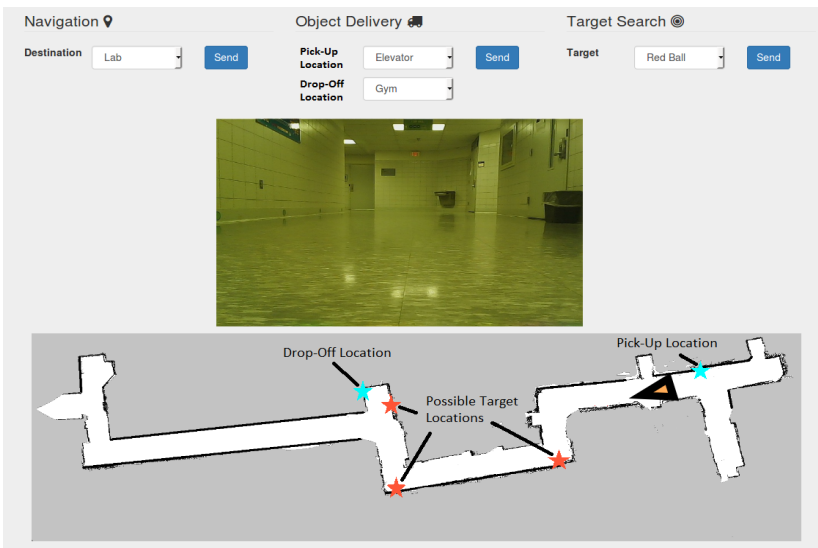 Navigation
Object Delivery
Target Search
Destination
Lab
Send
Pick-Up
Location
Elevator
Send
Drop-Off
Location
Gym
Target
Red Ball
Send
Pick-Up Location
Drop-Off Location
Possible Target
Locations